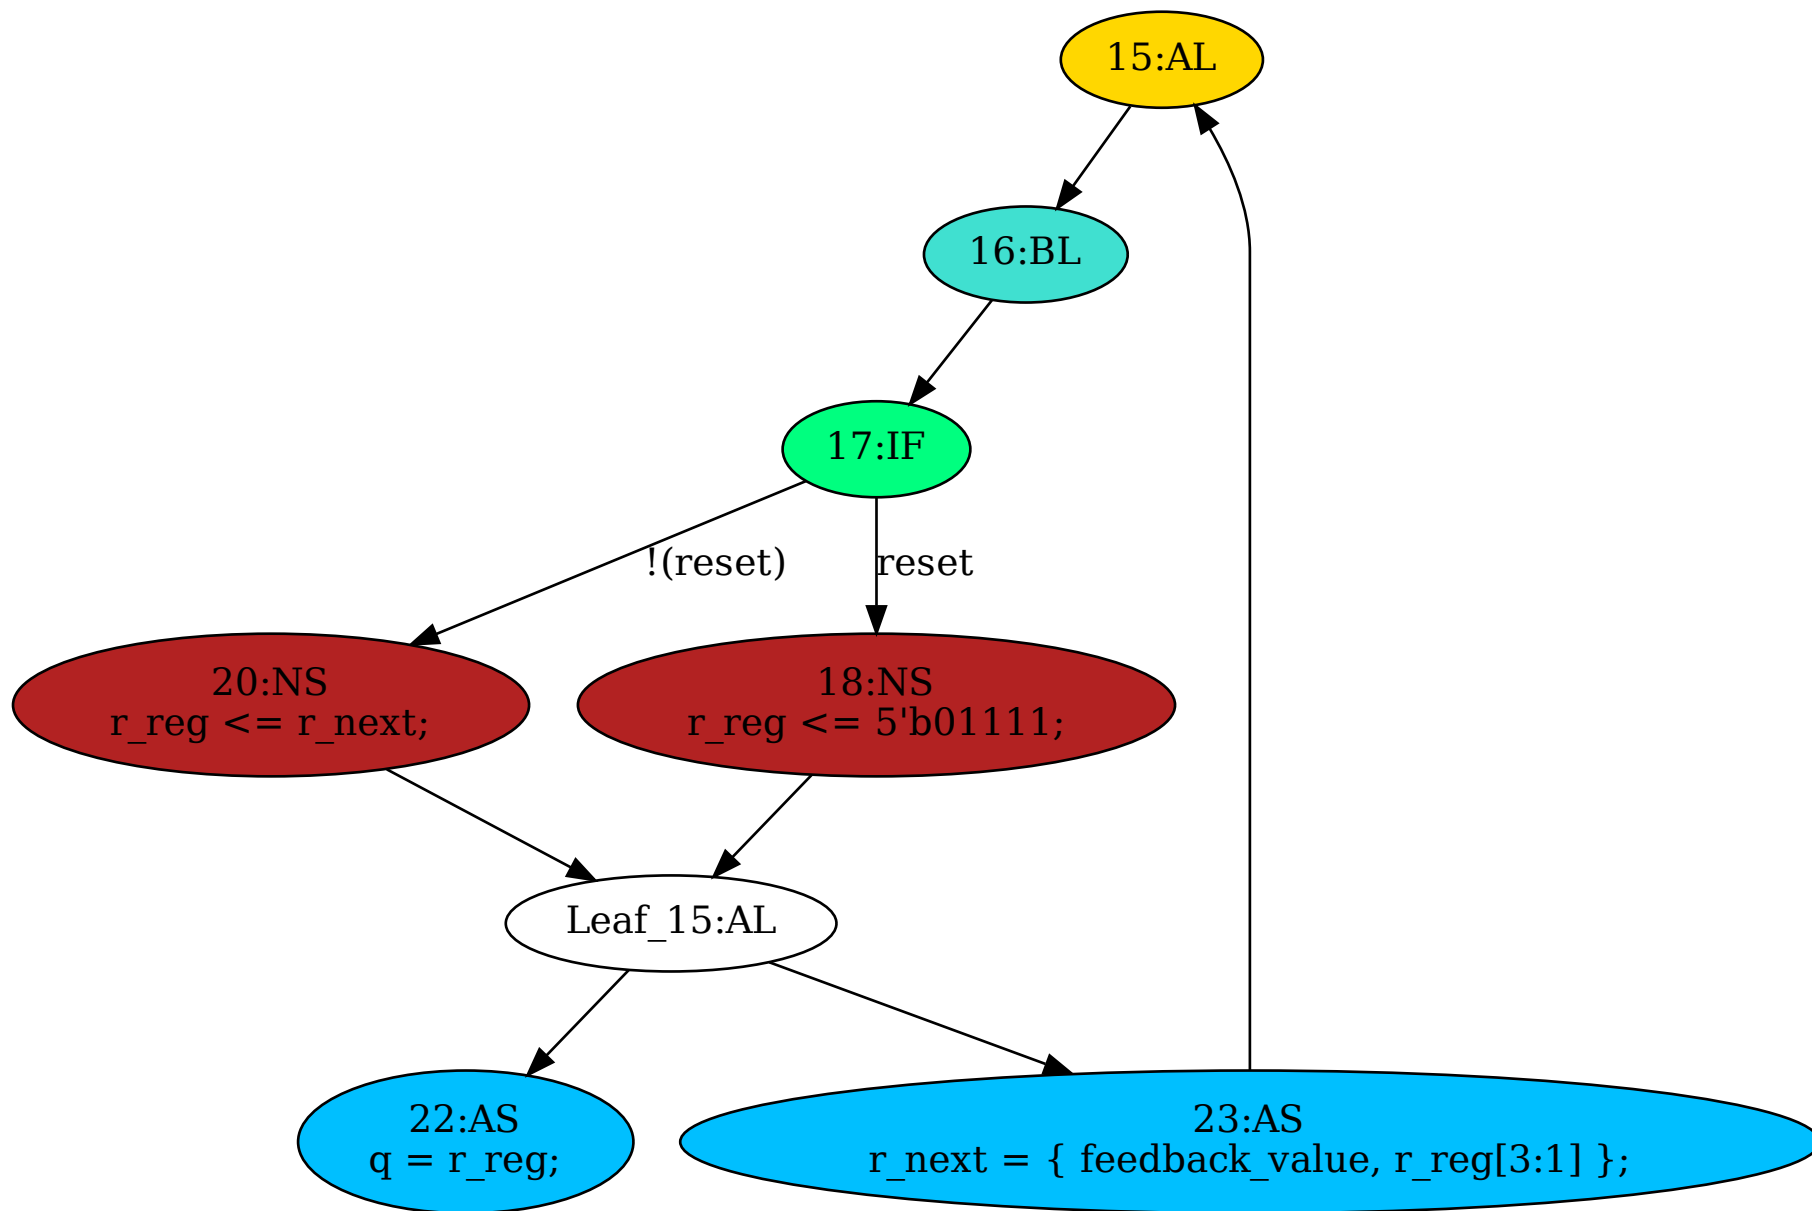 15:AL
16:BL
17:IF
!(reset)
reset
20:NS
r_reg <= r_next;
18:NS
r_reg <= 5'b01111;
Leaf_15:AL
22:AS
q = r_reg;
23:AS
r_next = { feedback_value, r_reg[3:1] };